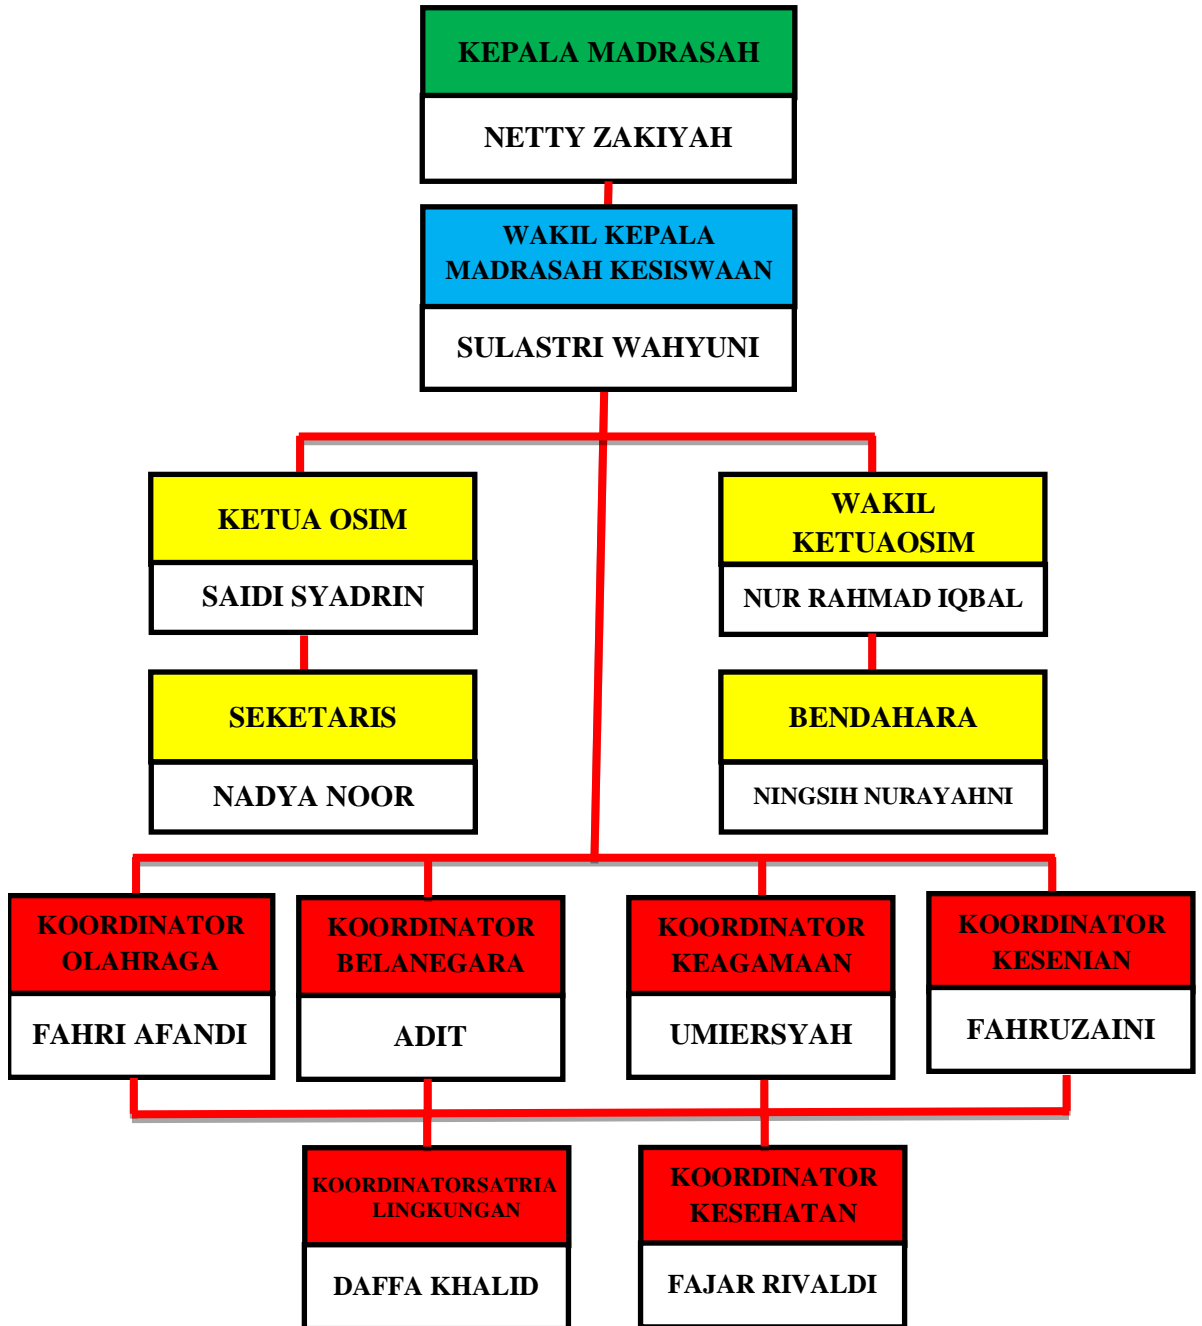 KEPALA MADRASAH
NETTY ZAKIYAH
WAKIL KEPALA
MADRASAH KESISWAAN
SULASTRI WAHYUNI
KETUA OSIM
SAIDI SYADRIN
WAKIL
KETUAOSIM
NUR RAHMAD IQBAL
SEKETARIS
NADYA NOOR
BENDAHARA
NINGSIH NURAYAHNI
KOORDINATOR
OLAHRAGA
FAHRI AFANDI
KOORDINATOR
BELANEGARA
ADIT
KOORDINATOR
KEAGAMAAN
UMIERSYAH
KOORDINATOR
KESENIAN
FAHRUZAINI
KOORDINATORSATRIA
LINGKUNGAN
DAFFA KHALID
KOORDINATOR
KESEHATAN
FAJAR RIVALDI